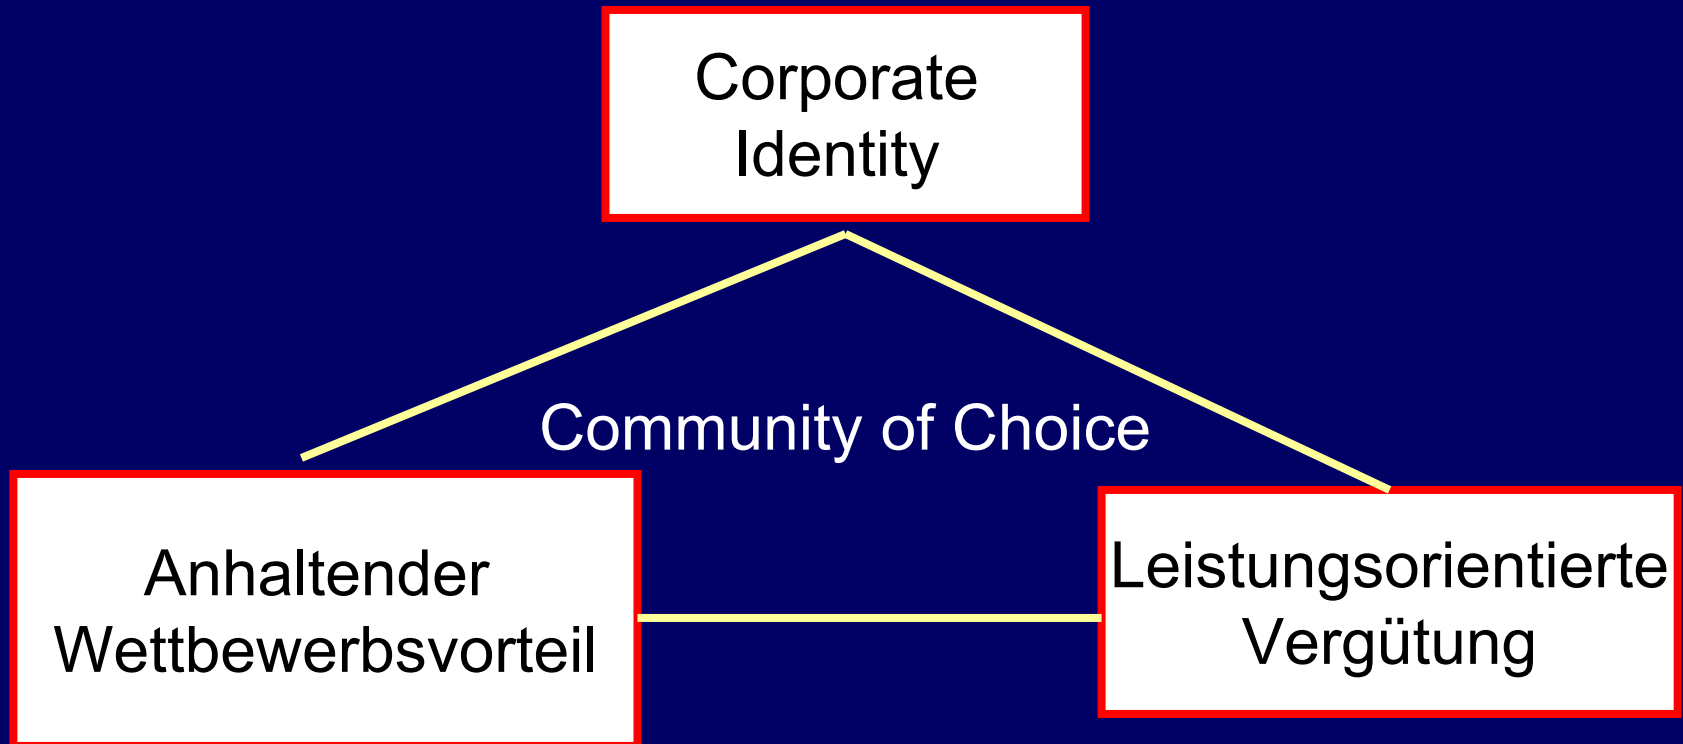 Corporate
Identity
Community of Choice
Anhaltender
Wettbewerbsvorteil
Leistungsorientierte
Vergütung